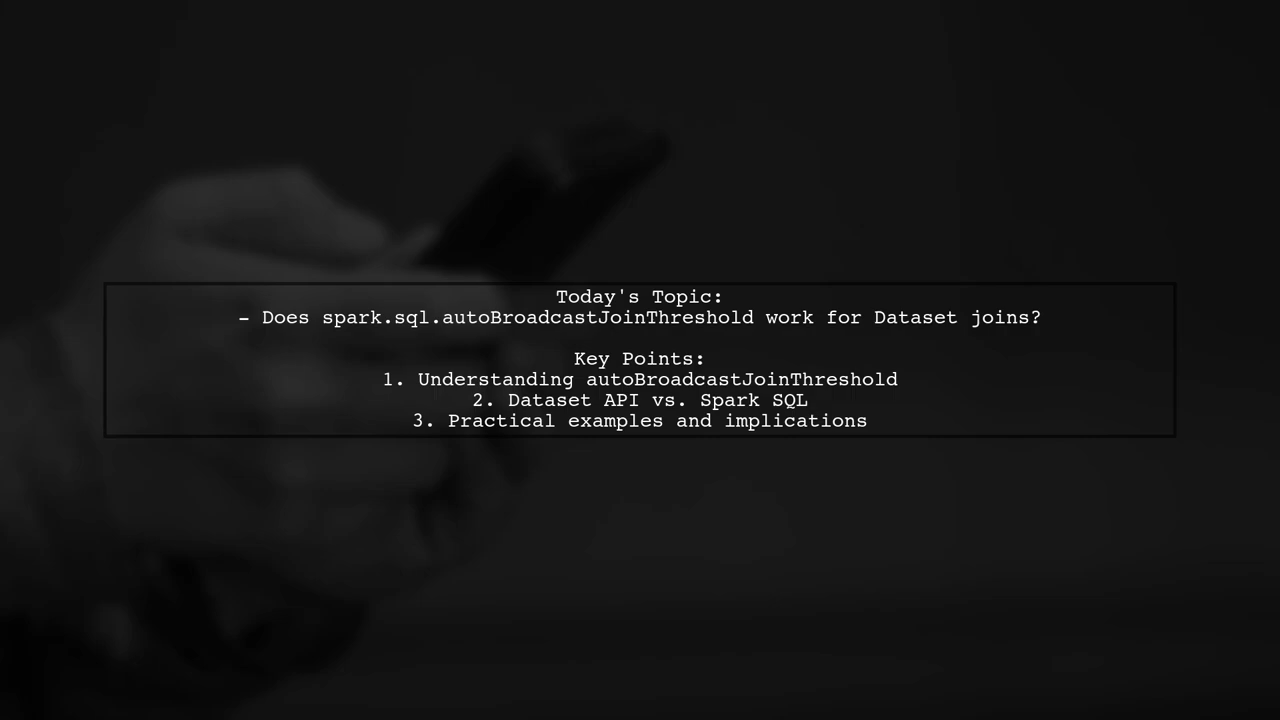 Today's Topic:
- Does spark.sql.autoBroadcastJoinThreshold work for Dataset joins?
Key Points:
1. Understanding autoBroadcastJoinThreshold
2. Dataset API vs. Spark SQL
3. Practical examples and implications